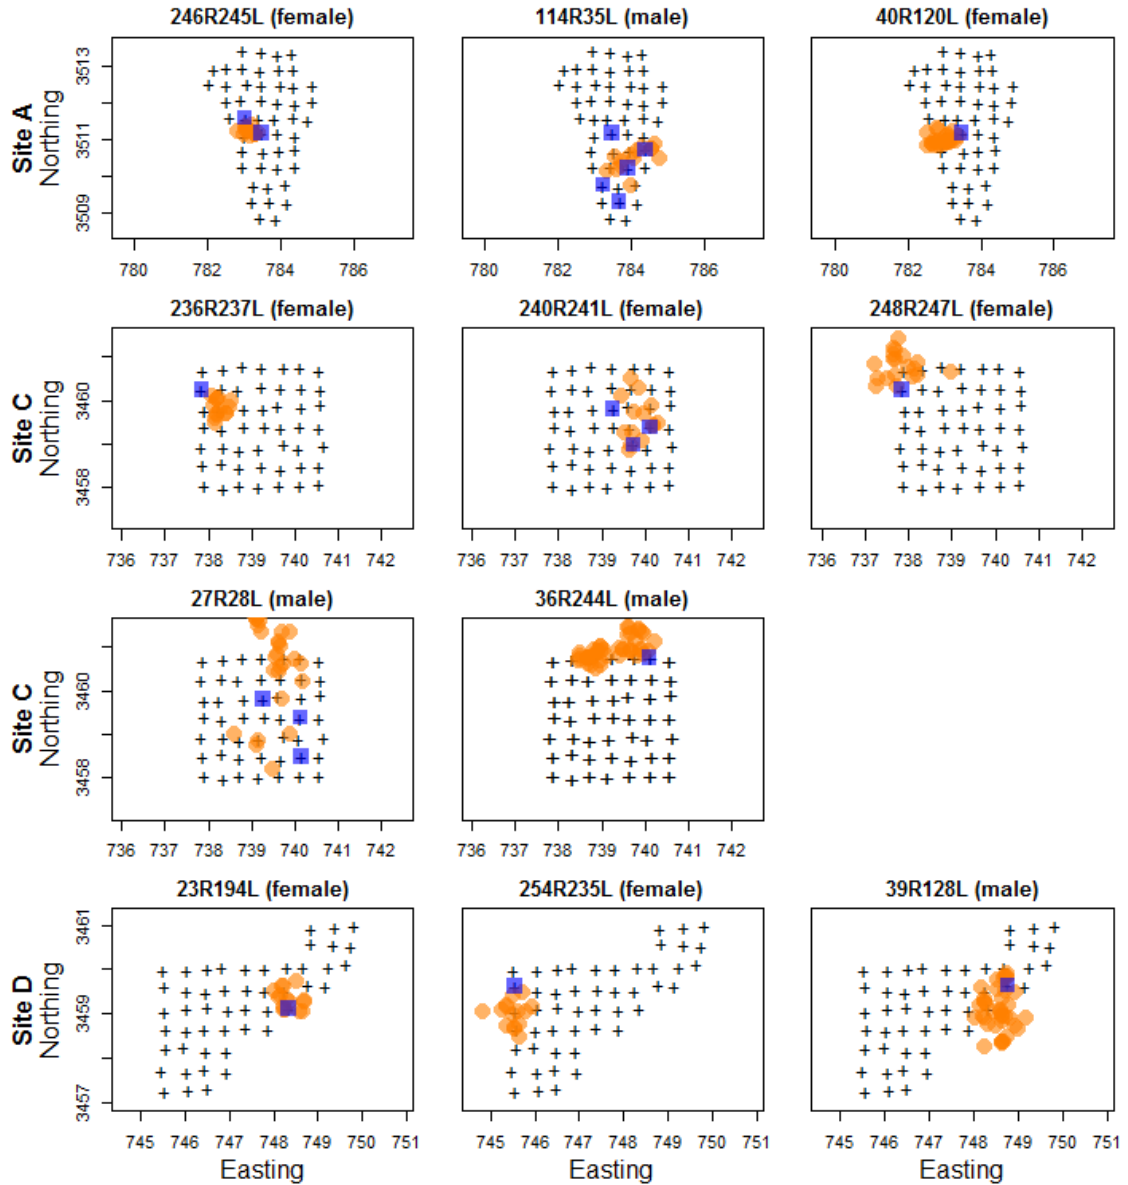 246R245L (female) 114R35L (male) 40R120L (female)
Site A
Northing
3513
3511
3509
780 782 784 786 780 782 784 786 780 782 784 786
236R237L (female) 240R241L (female) 248R247L (female)
Site C
Northing
3460
3458
736 737 738 739 740 741 742 736 737 738 739 740 741 742 736 737 738 739 740 741 742
27R28L (male) 36R244L (male)
Site C
Northing
3460
3458
736 737 738 739 740 741 742 736 737 738 739 740 741 742
23R194L (female) 254R235L (female) 39R128L (male)
Site D
Northing
3461
3459
3457
745 746 747 748 749 750 751 745 746 747 748 749 750 751 745 746 747 748 749 750 751
Easting Easting Easting